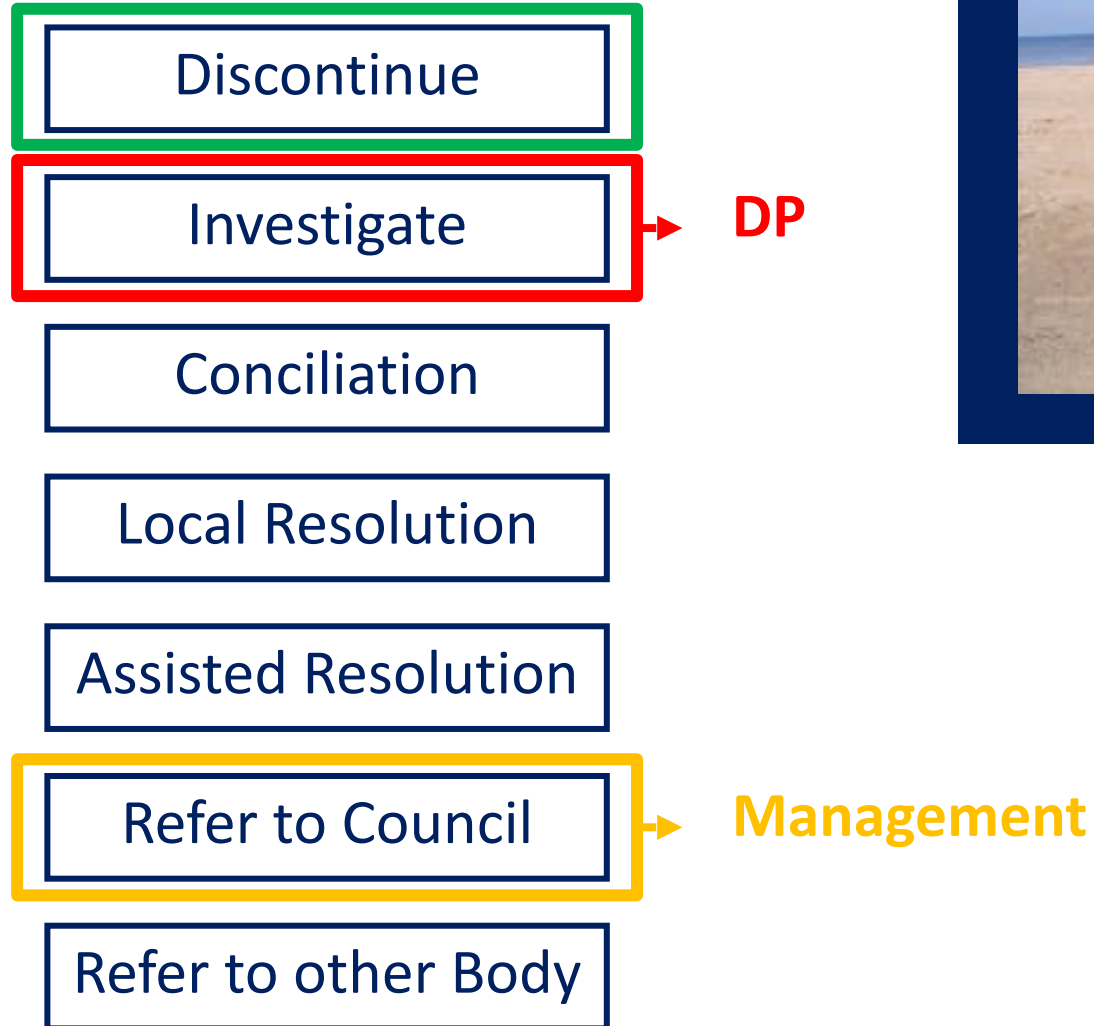 Discontinue
Investigate
DP
Conciliation
Local Resolution
Assisted Resolution
Refer to Council
Management
Refer to other Body